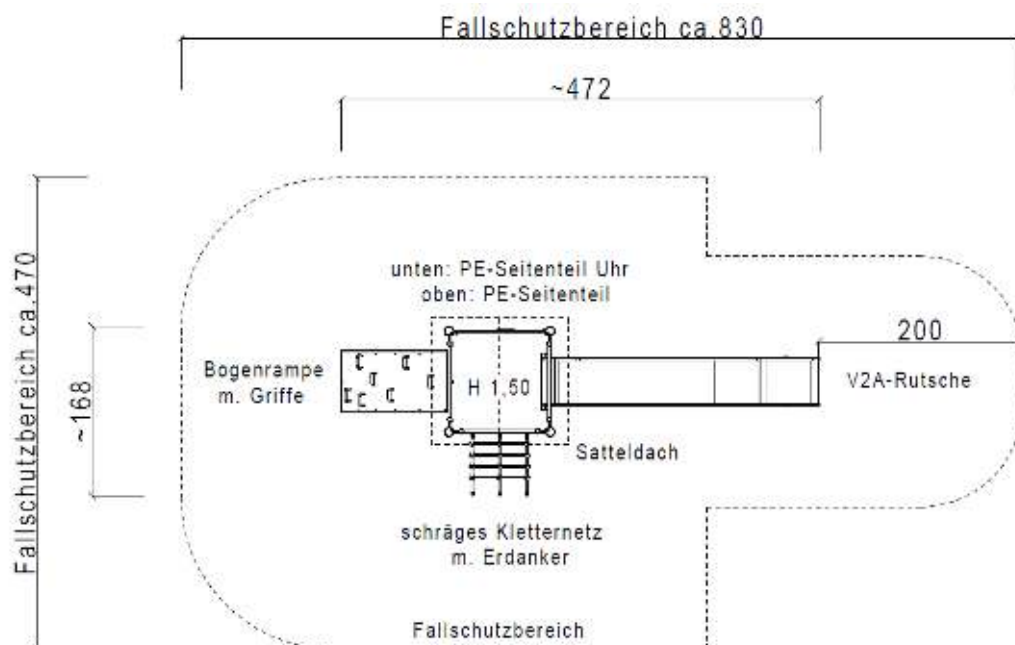 Fallschutzbereich ca.830
~472
Fallschutzbereich ca.470
~168
unten: PE-Seitenteil Uhr
oben: PE-Seitenteil
Bogenrampe
m. Griffe
H 1,50
200
V2A-Rutsche
Satteldach
schräges Kletternetz
m. Erdanker
Fallschutzbereich